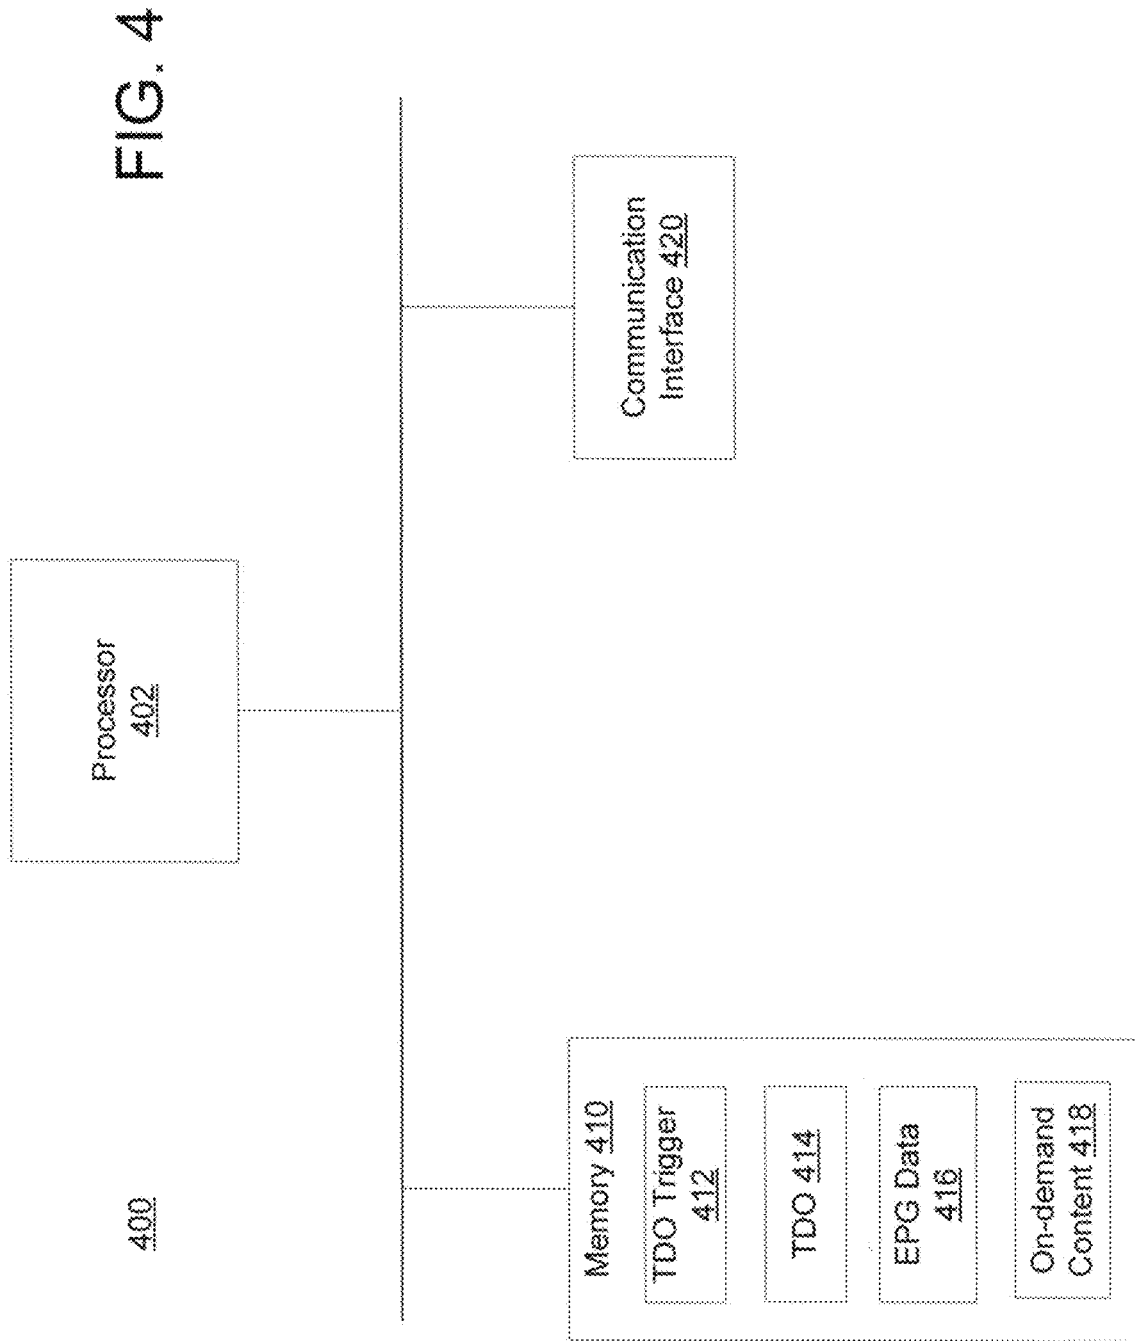 FIG. 4
400
Processor
402
Memory 410
TDO Trigger
412
TDO 414
EPG Data
416
On-demand
Content 418
Communication
Interface 420